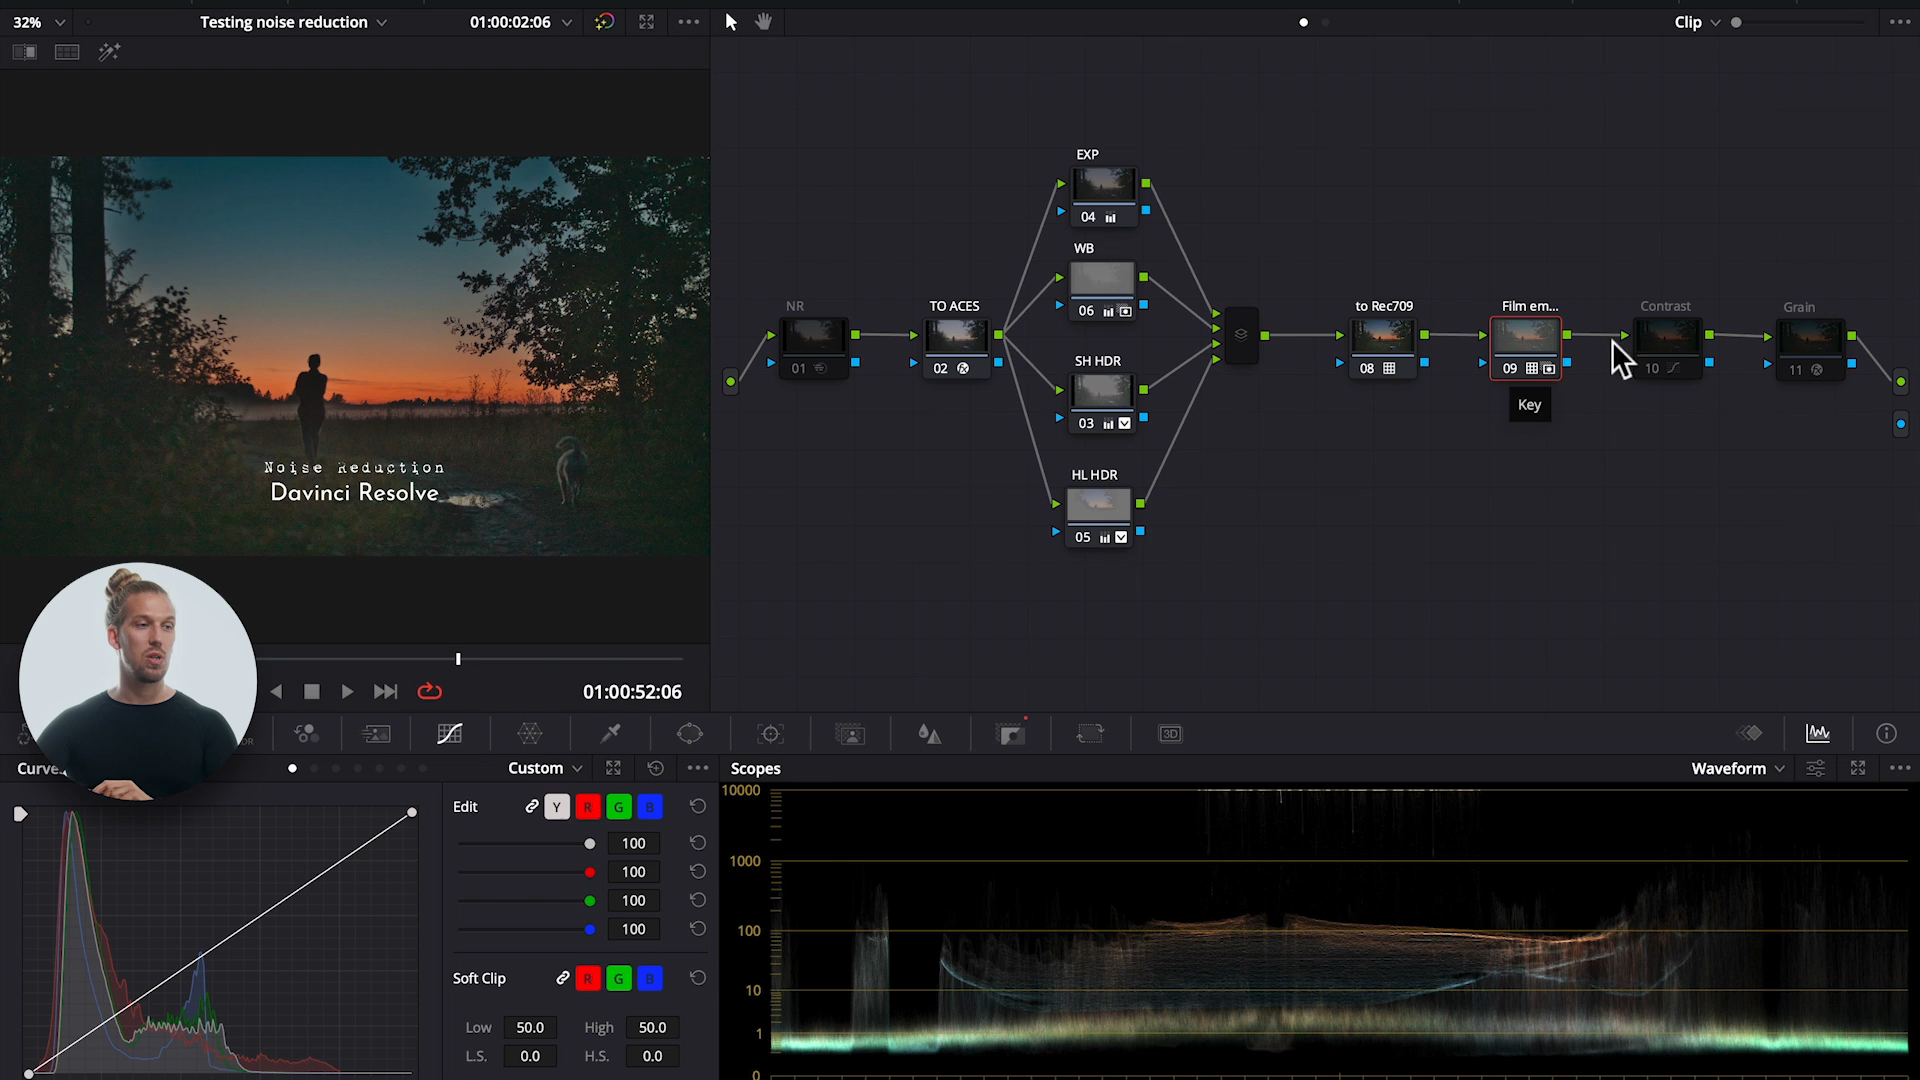 32%
Testing noise reduction
01:00:02:06
Clip
EXP
04
WB
06
SH HDR
03
HL HDR
05
NR
01
TO ACES
02
to Rec709
08
Film em...
09
Key
Contrast
10
Grain
11
Noise Reduction
Davinci Resolve
01:00:52:06
3D
Curve
Custom
Scopes
Waveform
Edit
Y
R
G
B
100
100
100
100
Soft Clip
R
G
B
Low
50.0
High
50.0
L.S.
0.0
H.S.
0.0
10000
1000
100
10
1
0